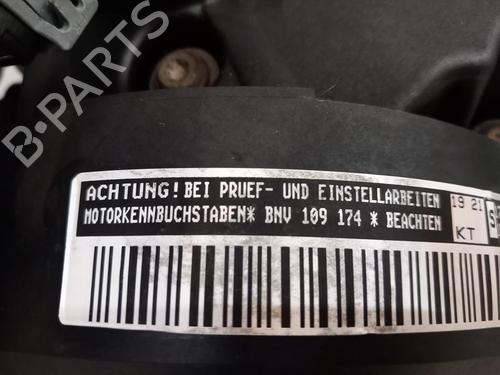 B-PARTS
ACHTUNG! BEI PRUEF- UND EINSTELLARBEITEN
MOTORKENNBUCHSTABEN* BNV 109 174 * BEACHTEN
19 21
KT